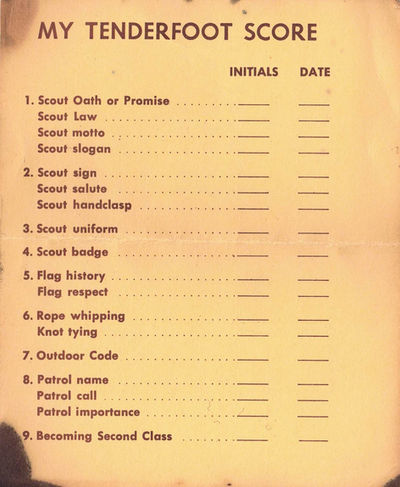 MY TENDERFOOT SCORE
INITIALS DATE
1. Scout Oath or Promise
Scout Law
Scout motto
Scout slogan
2. Scout sign
Scout salute
Scout handclasp
3. Scout uniform
4. Scout badge
5. Flag history
Flag respect
6. Rope whipping
Knot tying
7. Outdoor Code
8. Patrol name
Patrol call
Patrol importance
9. Becoming Second Class